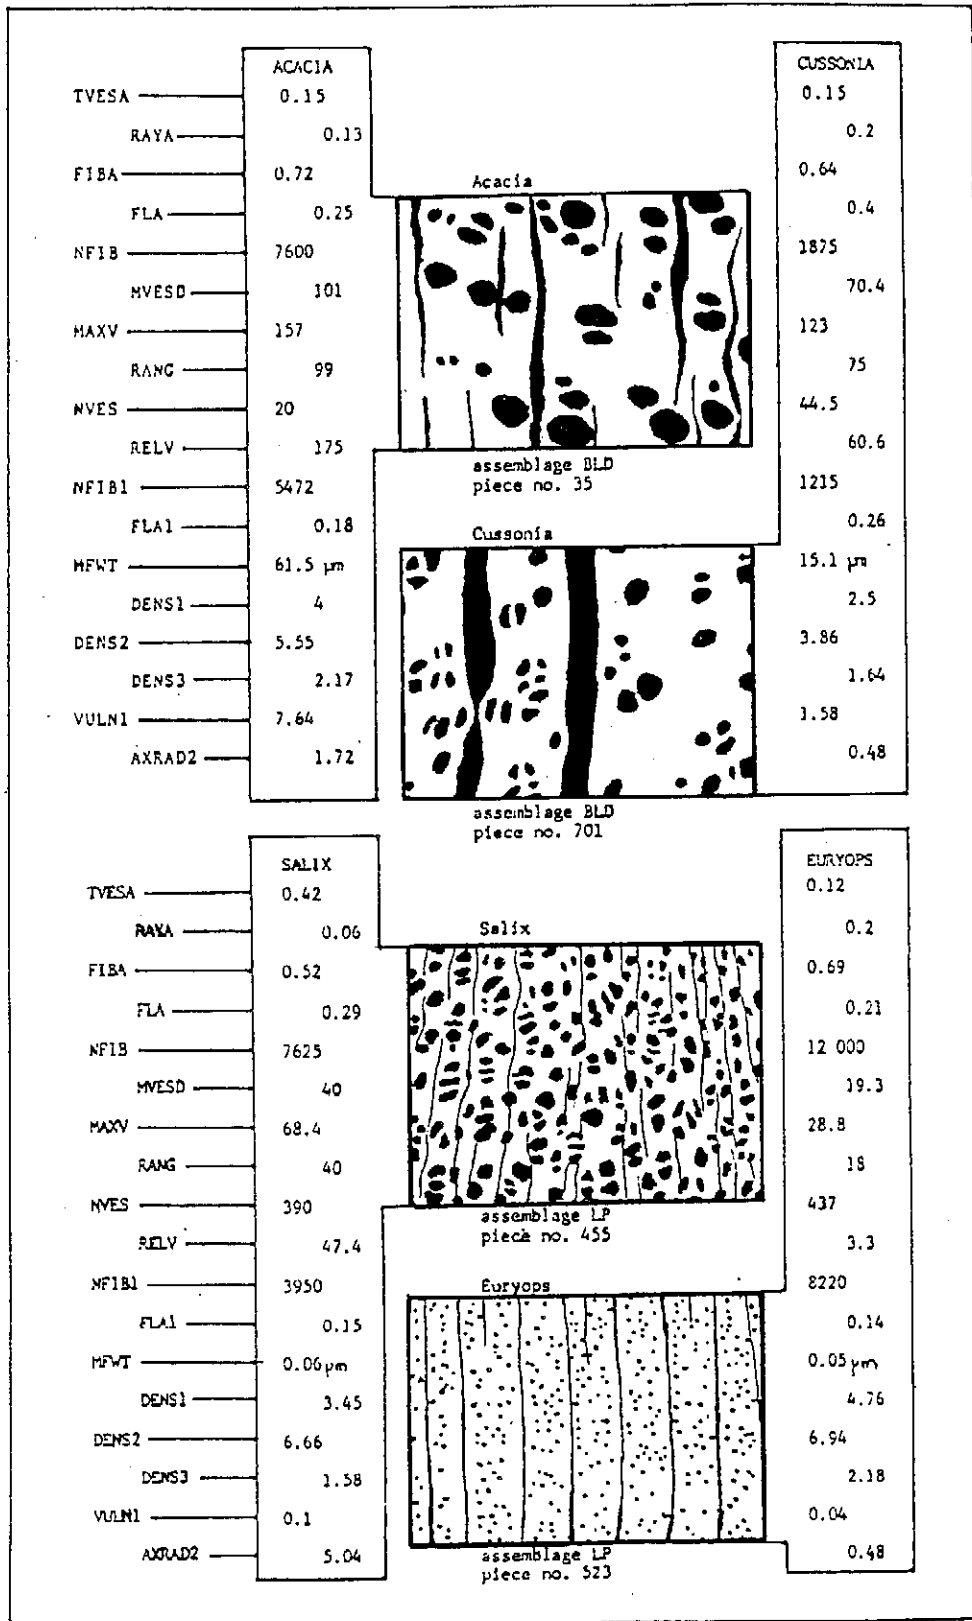 ACACIA CUSSONIA
TVESA 0.15 0.15
RAYA 0.13 0.2
FIBA 0.72 0.64
Acacia
FLA 0.25 0.4
NFIB 7600 1875
MVESD 101 70.4
MAXV 157 123
RANG 99 75
NVES 20 44.5
RELV 175 60.6
assemblage BLD
piece no. 35
NFIB1 5472 1215
FLA1 0.18 0.26
Cussonia
MFWT 61.5 µm 15.1 µm
DENS1 4 2.5
DENS2 5.55 3.86
DENS3 2.17 1.64
VULN1 7.64 1.58
AXRAD2 1.72 0.48
assemblage BLD
piece no. 701
SALIX EURYOPS
TVESA 0.42 0.12
RAYA 0.06 0.2
Salix
FIBA 0.52 0.69
FLA 0.29 0.21
NFIB 7625 12 000
MVESD 40 19.3
MAXV 68.4 28.8
RANG 40 18
NVES 390 437
assemblage LP
piece no. 455
RELV 47.4 3.3
NFIB1 3950 8220
Euryops
FLA1 0.15 0.14
MFWT 0.06µm 0.05µm
DENS1 3.45 4.76
DENS2 6.66 6.94
DENS3 1.58 2.18
VULN1 0.1 0.04
AXRAD2 5.04 0.48
assemblage LP
piece no. 523